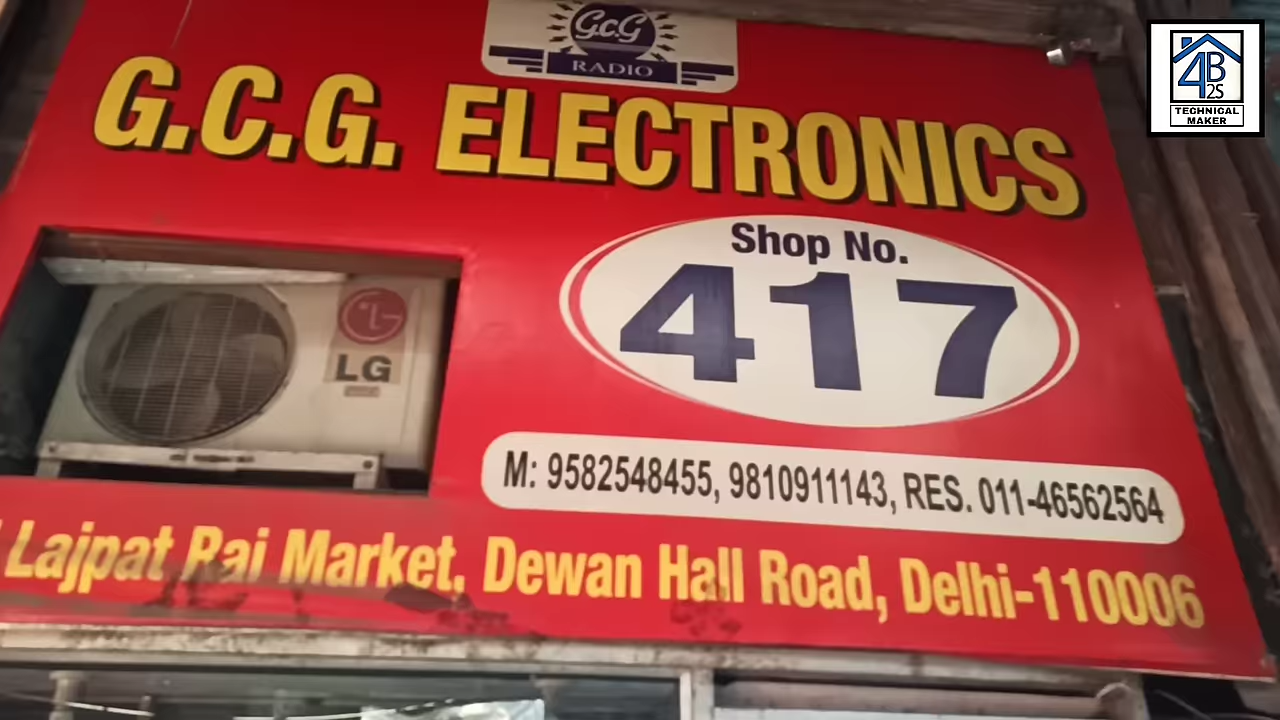 GCG
RADIO
G.C.G. ELECTRONICS
Shop No.
417
LG
M: 9582548455, 9810911143, RES. 011-46562564
Lajpat Rai Market, Dewan Hall Road, Delhi-110006
4B
2S
TECHNICAL
MAKER